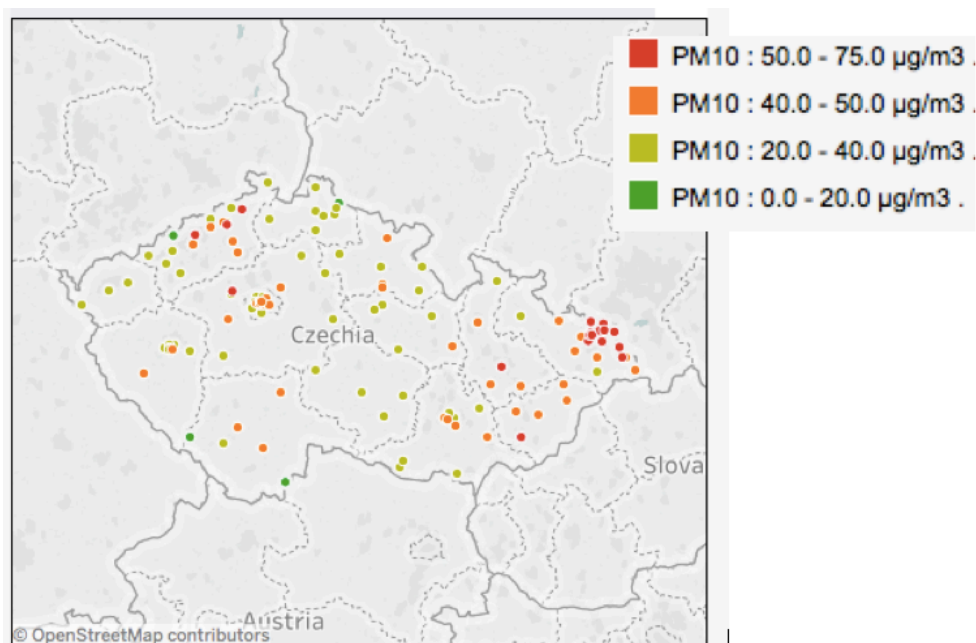 PM10 : 50.0 - 75.0 µg/m3 .
PM10 : 40.0 - 50.0 µg/m3 .
PM10 : 20.0 - 40.0 µg/m3 .
PM10 : 0.0 - 20.0 µg/m3 .
Czechia
Slova
Austria
© OpenStreetMap contributors